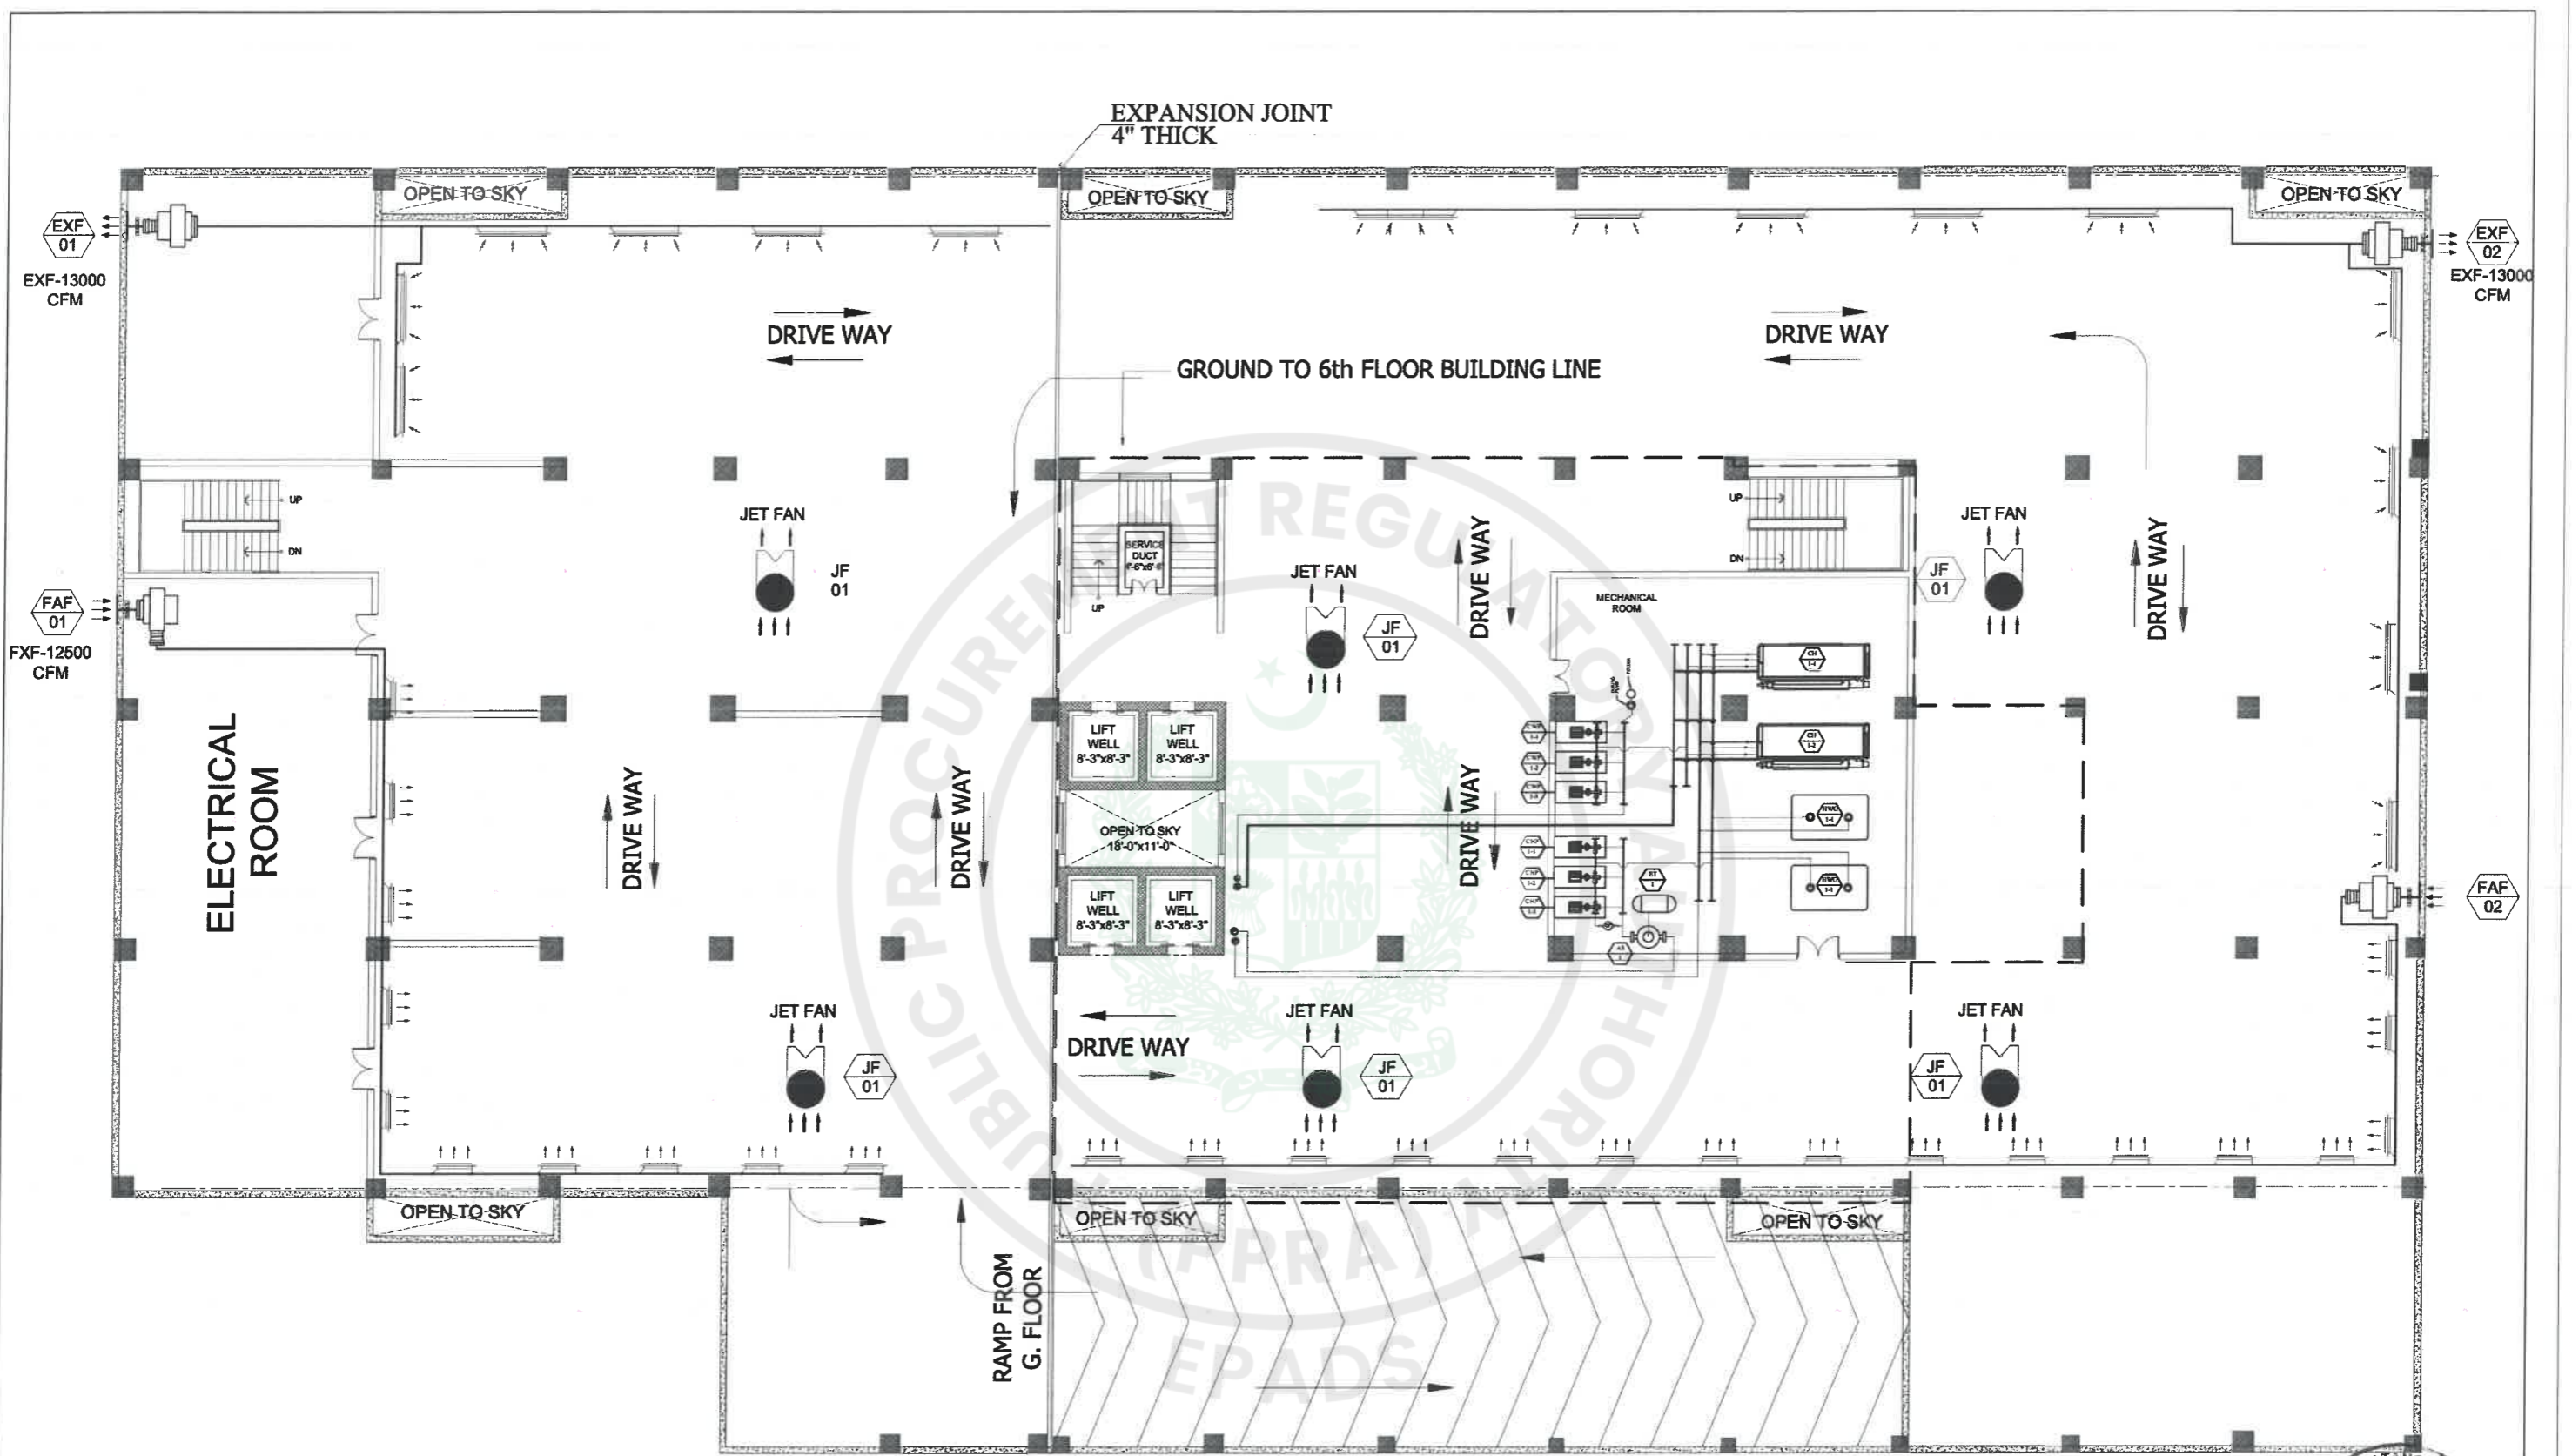 EXPANSION JOINT
4" THICK
OPEN TO SKY
OPEN TO SKY
OPEN TO SKY
EXF
01
EXF-13000
CFM
EXF
02
EXF-13000
CFM
DRIVE WAY
DRIVE WAY
GROUND TO 6th FLOOR BUILDING LINE
UP
DN
JET FAN
JF
01
SERVICE
DUCT
UP
JET FAN
JF
01
DRIVE WAY
UP
DN
MECHANICAL
ROOM
JET FAN
JF
01
DRIVE WAY
FAF
01
FXF-12500
CFM
ELECTRICAL
ROOM
DRIVE WAY
DRIVE WAY
LIFT
WELL
8'-3"x8'-3"
LIFT
WELL
8'-3"x8'-3"
OPEN TO SKY
18'-0"x11'-0"
LIFT
WELL
8'-3"x8'-3"
LIFT
WELL
8'-3"x8'-3"
DRIVE WAY
FAF
02
JET FAN
JF
01
DRIVE WAY
JET FAN
JF
01
JET FAN
JF
01
OPEN TO SKY
OPEN TO SKY
OPEN TO SKY
RAMP FROM
G. FLOOR
PUBLIC PROCUREMENT REGULATORY AUTHORITY
(PPRA)
EPADS